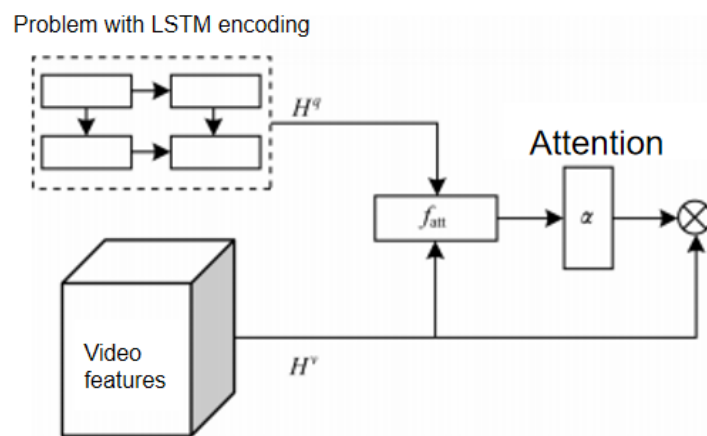 Problem with LSTM encoding
H^q
Attention
f_att
α
Video
features
H^v